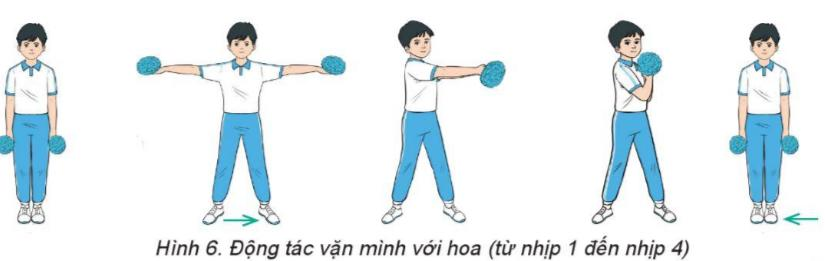 Hình 6. Động tác vặn mình với hoa (từ nhịp 1 đến nhịp 4)